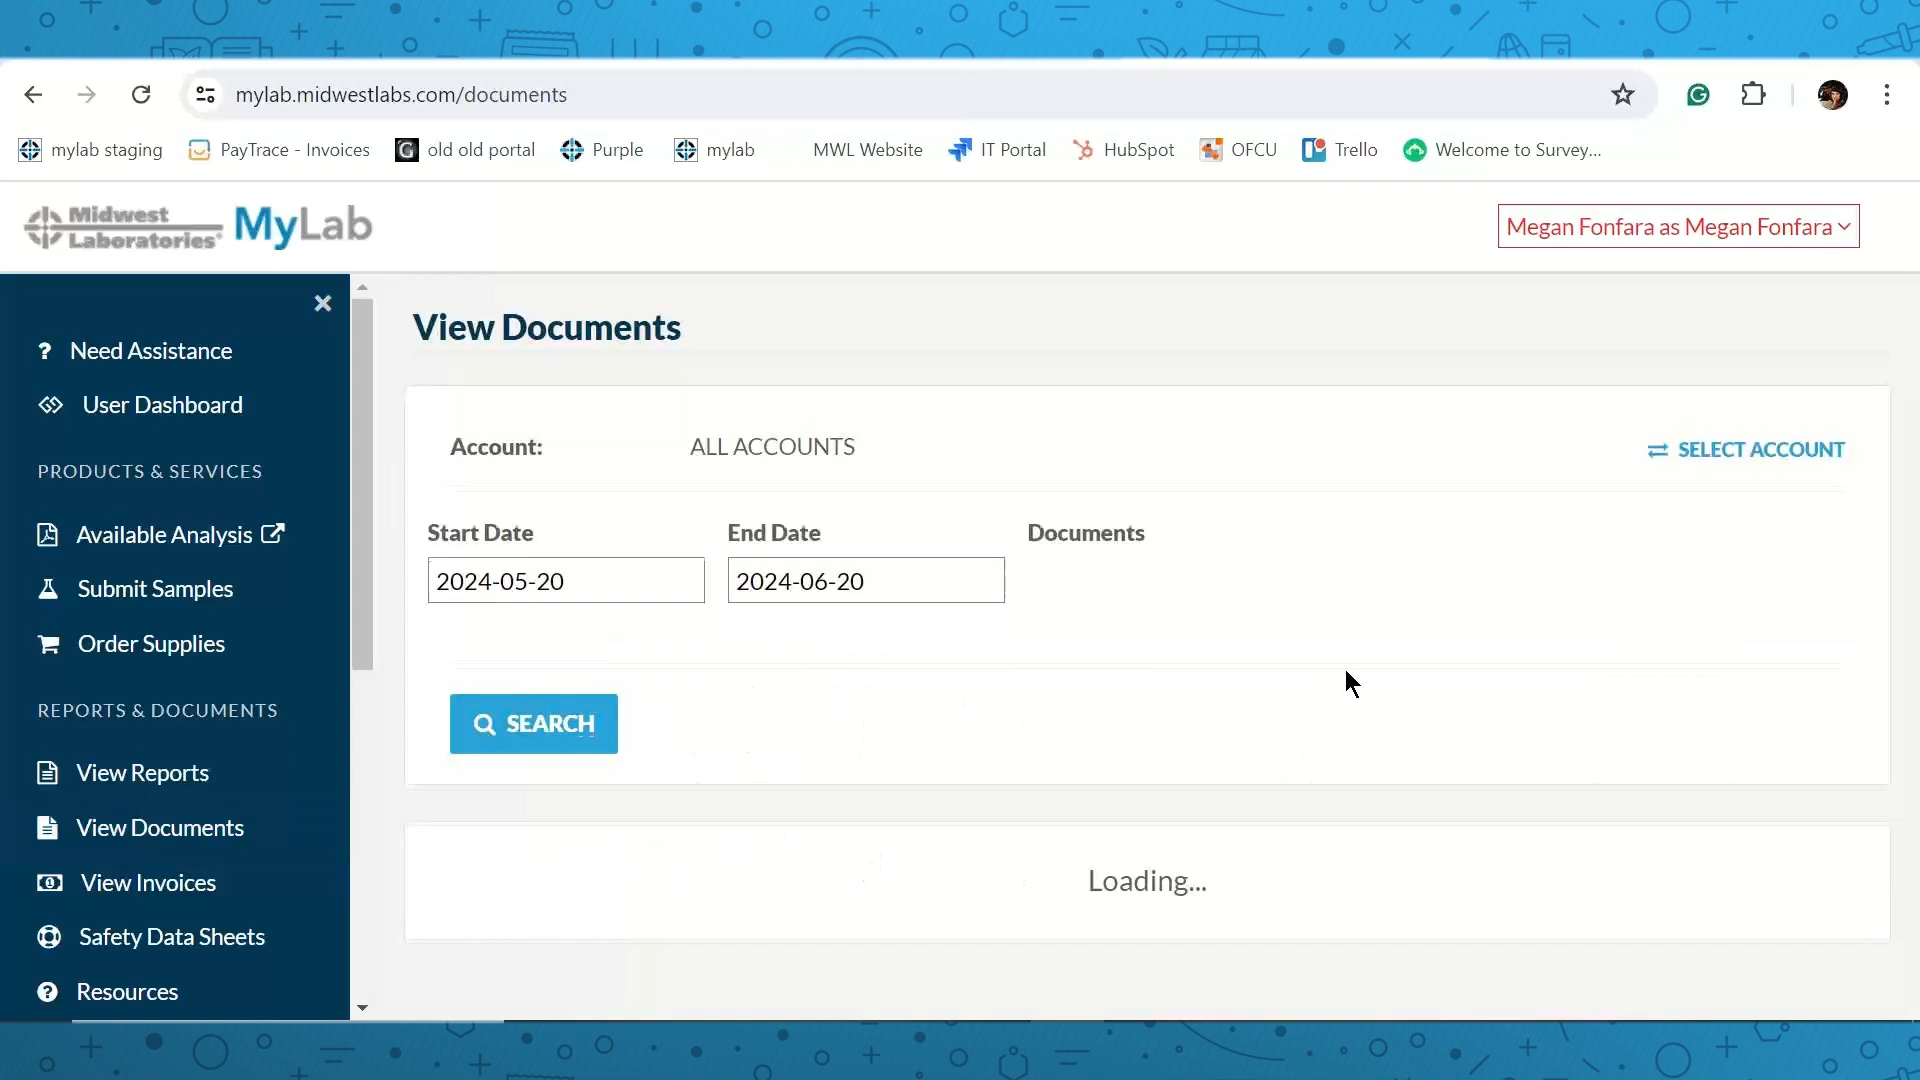 mylab.midwestlabs.com/documents
mylab staging PayTrace - Invoices old old portal Purple mylab MWL Website IT Portal HubSpot OFCU Trello Welcome to Survey...
Midwest Laboratories® MyLab
Megan Fonfara as Megan Fonfara
Need Assistance
User Dashboard
PRODUCTS & SERVICES
Available Analysis
Submit Samples
Order Supplies
REPORTS & DOCUMENTS
View Reports
View Documents
View Invoices
Safety Data Sheets
Resources
View Documents
Account: ALL ACCOUNTS SELECT ACCOUNT
Start Date End Date Documents
2024-05-20 2024-06-20
SEARCH
Loading...